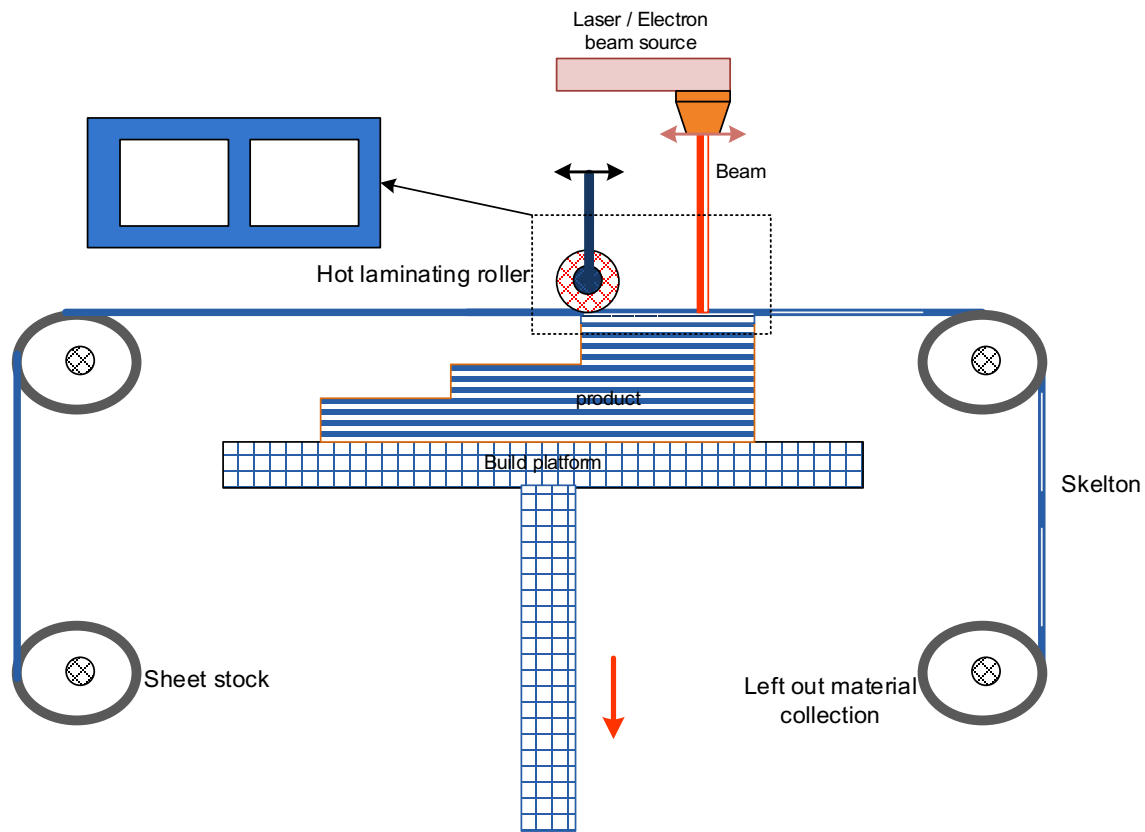 Laser / Electron
beam source
Beam
Hot laminating roller
product
Build platform
Skelton
Sheet stock
Left out material
collection